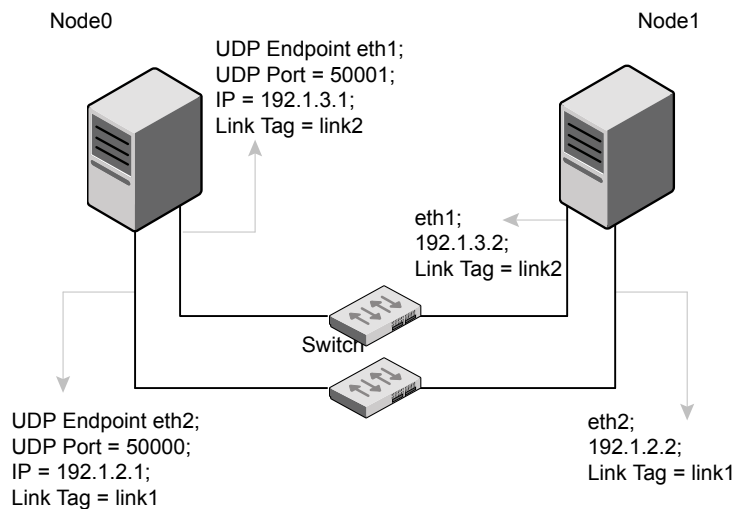 Node0
Node1
UDP Endpoint eth1;
UDP Port = 50001;
IP = 192.1.3.1;
Link Tag = link2
eth1;
192.1.3.2;
Link Tag = link2
Switch
UDP Endpoint eth2;
UDP Port = 50000;
IP = 192.1.2.1;
Link Tag = link1
eth2;
192.1.2.2;
Link Tag = link1